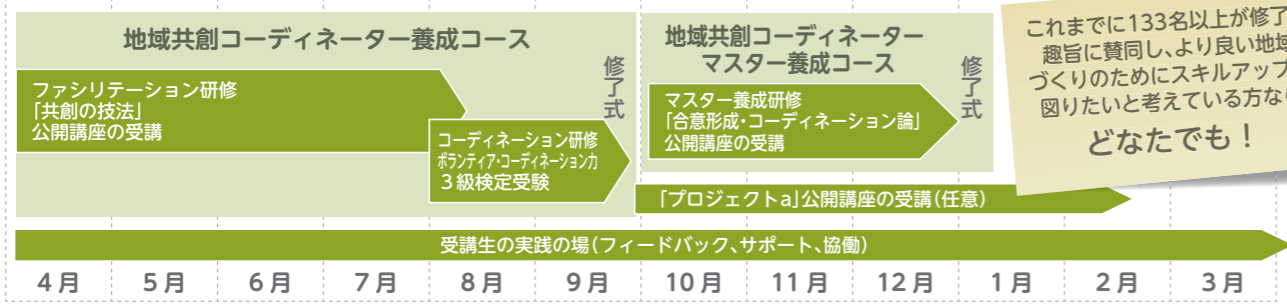 地域共創コーディネーター養成コース
ファシリテーション研修
「共創の技法」
公開講座の受講
コーディネーション研修
ボランティア・コーディネーション力
3級検定受験
修了式
地域共創コーディネーター
マスター養成コース
マスター養成研修
「合意形成・コーディネーション論」
公開講座の受講
修了式
これまでに133名以上が修了
趣旨に賛同し、より良い地域
づくりのためにスキルアップ
図りたいと考えている方なら
どなたでも!
「プロジェクトa」公開講座の受講(任意)
受講生の実践の場(フィードバック、サポート、協働)
4月 5月 6月 7月 8月 9月 10月 11月 12月 1月 2月 3月